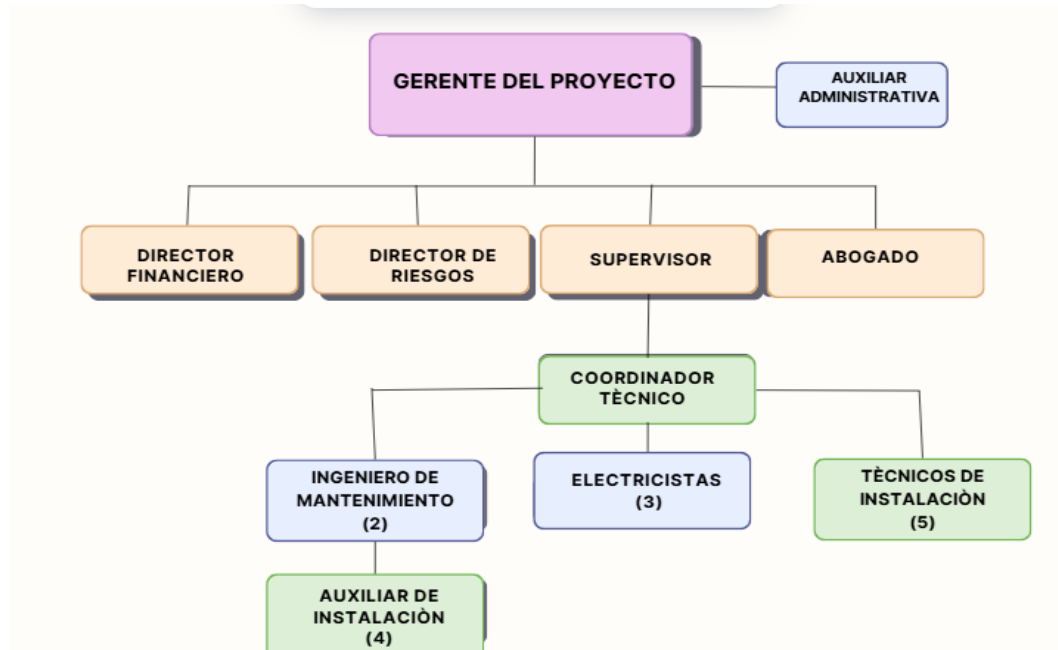 GERENTE DEL PROYECTO
AUXILIAR
ADMINISTRATIVA
DIRECTOR
FINANCIERO
DIRECTOR DE
RIESGOS
SUPERVISOR
ABOGADO
COORDINADOR
TÈCNICO
INGENIERO DE
MANTENIMIENTO
(2)
ELECTRICISTAS
(3)
TÈCNICOS DE
INSTALACIÒN
(5)
AUXILIAR DE
INSTALACIÒN
(4)